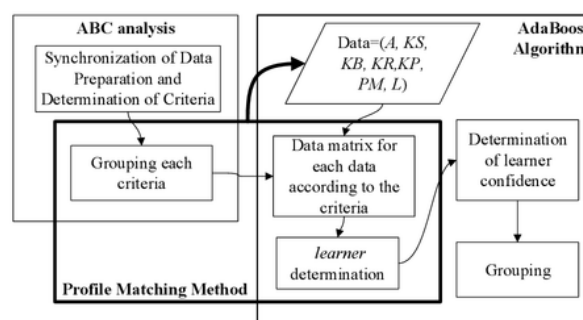 ABC analysis
Synchronization of Data
Preparation and
Determination of Criteria
Grouping each
criteria
Data=(A, KS,
KB, KR,KP,
PM, L)
AdaBoos
Algorithm
Data matrix for
each data
according to the
criteria
learner
determination
Determination
of learner
confidence
Grouping
Profile Matching Method